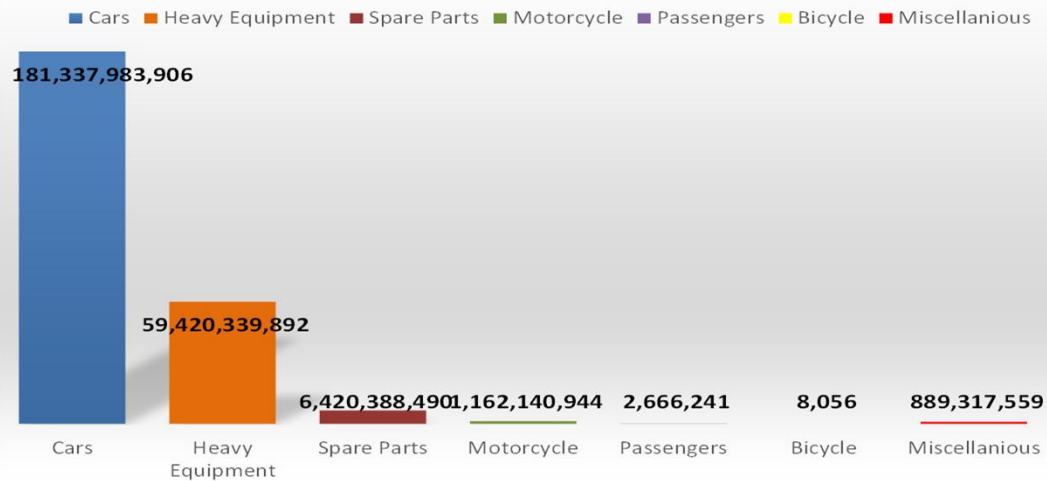 Cars Heavy Equipment Spare Parts Motorcycle Passengers Bicycle Miscellanious
181,337,983,906
59,420,339,892
6,420,388,490 1,162,140,944 2,666,241 8,056 889,317,559
Cars Heavy Spare Parts Motorcycle Passengers Bicycle Miscellanious
Equipment